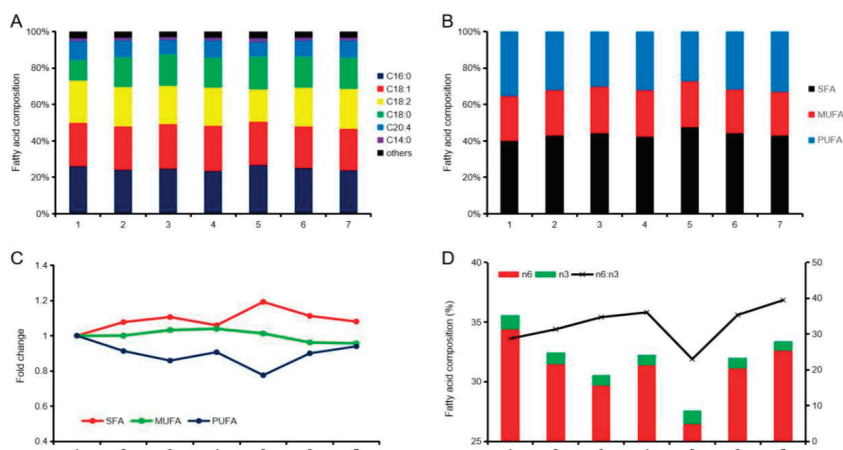 A
B
100%
80%
60%
40%
20%
0%
Fatty acid composition
1 2 3 4 5 6 7
C16:0
C18:1
C18:2
C18:0
C20:4
C14:0
others
100%
80%
60%
40%
20%
0%
Fatty acid composition
1 2 3 4 5 6 7
SFA
MUFA
PUFA
C
D
1.4
1.2
1
0.8
0.6
0.4
Fold change
SFA MUFA PUFA
40
35
30
25
Fatty acid composition (%)
n6 n3 n6:n3
50
40
30
20
10
0